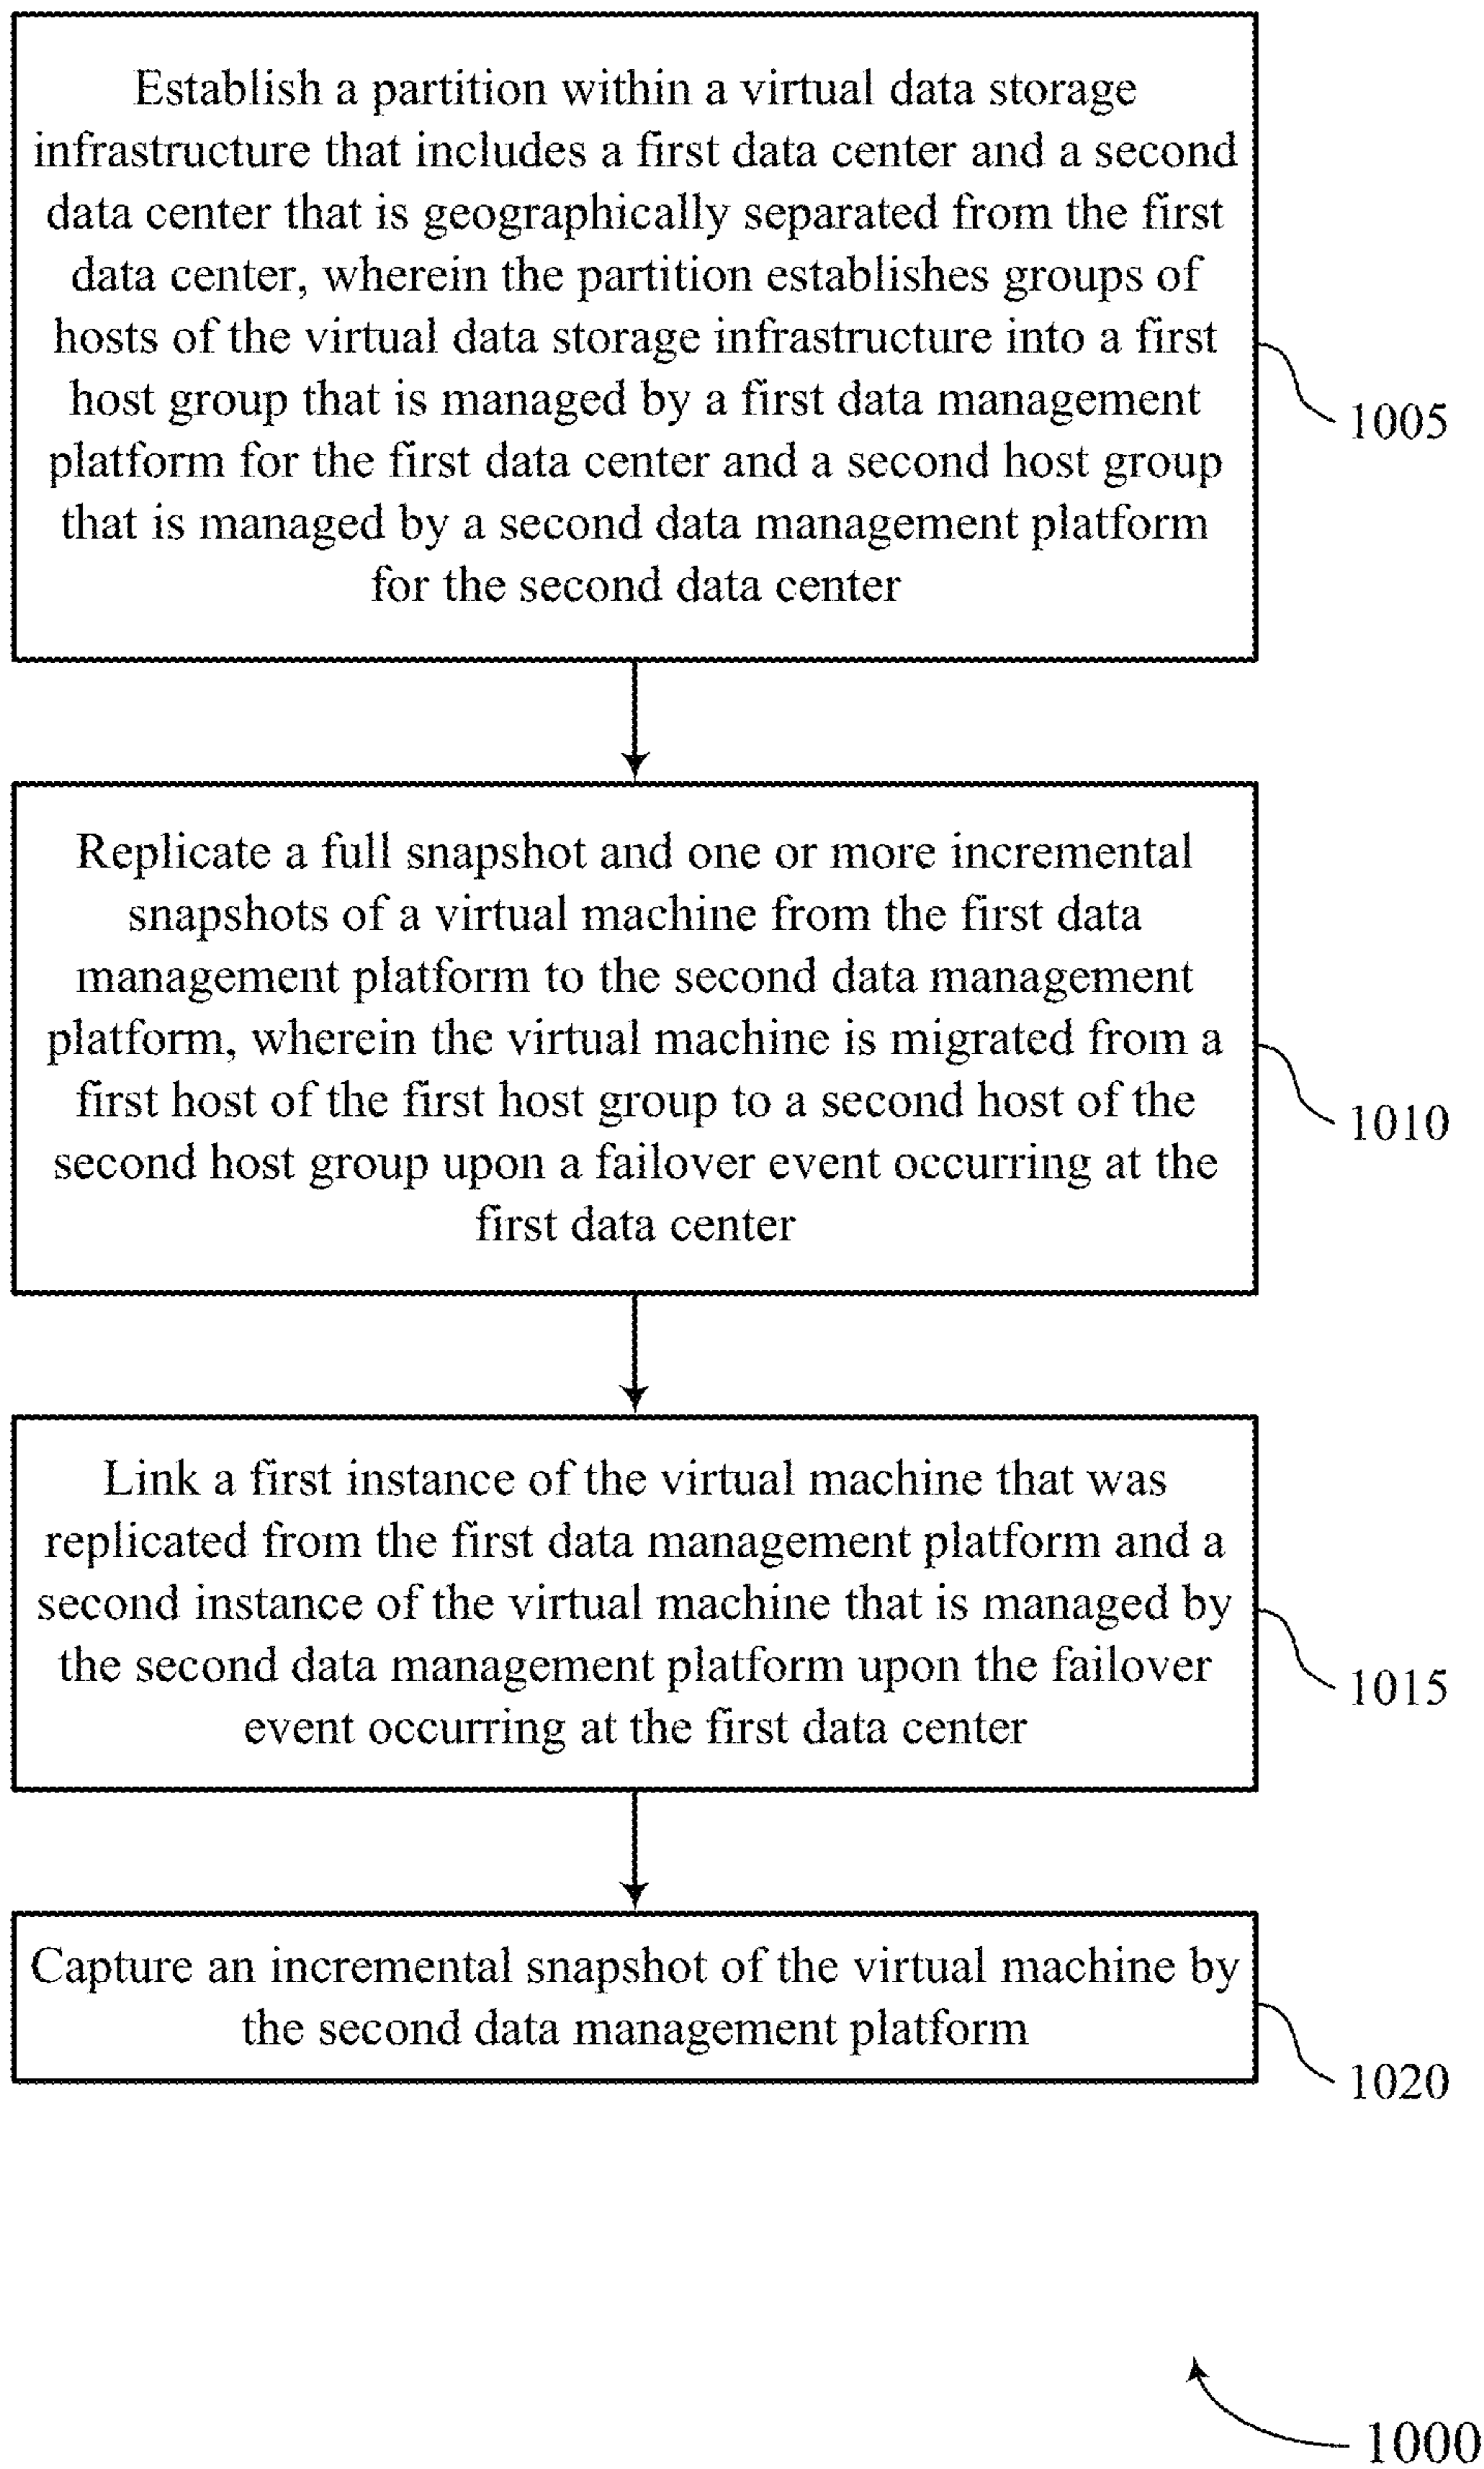 Establish a partition within a virtual data storage
infrastructure that includes a first data center and a second
data center that is geographically separated from the first
data center, wherein the partition establishes groups of
hosts of the virtual data storage infrastructure into a first
host group that is managed by a first data management
platform for the first data center and a second host group
that is managed by a second data management platform
for the second data center
1005
Replicate a full snapshot and one or more incremental
snapshots of a virtual machine from the first data
management platform to the second data management
platform, wherein the virtual machine is migrated from a
first host of the first host group to a second host of the
second host group upon a failover event occurring at the
first data center
1010
Link a first instance of the virtual machine that was
replicated from the first data management platform and a
second instance of the virtual machine that is managed by
the second data management platform upon the failover
event occurring at the first data center
1015
Capture an incremental snapshot of the virtual machine by
the second data management platform
1020
1000